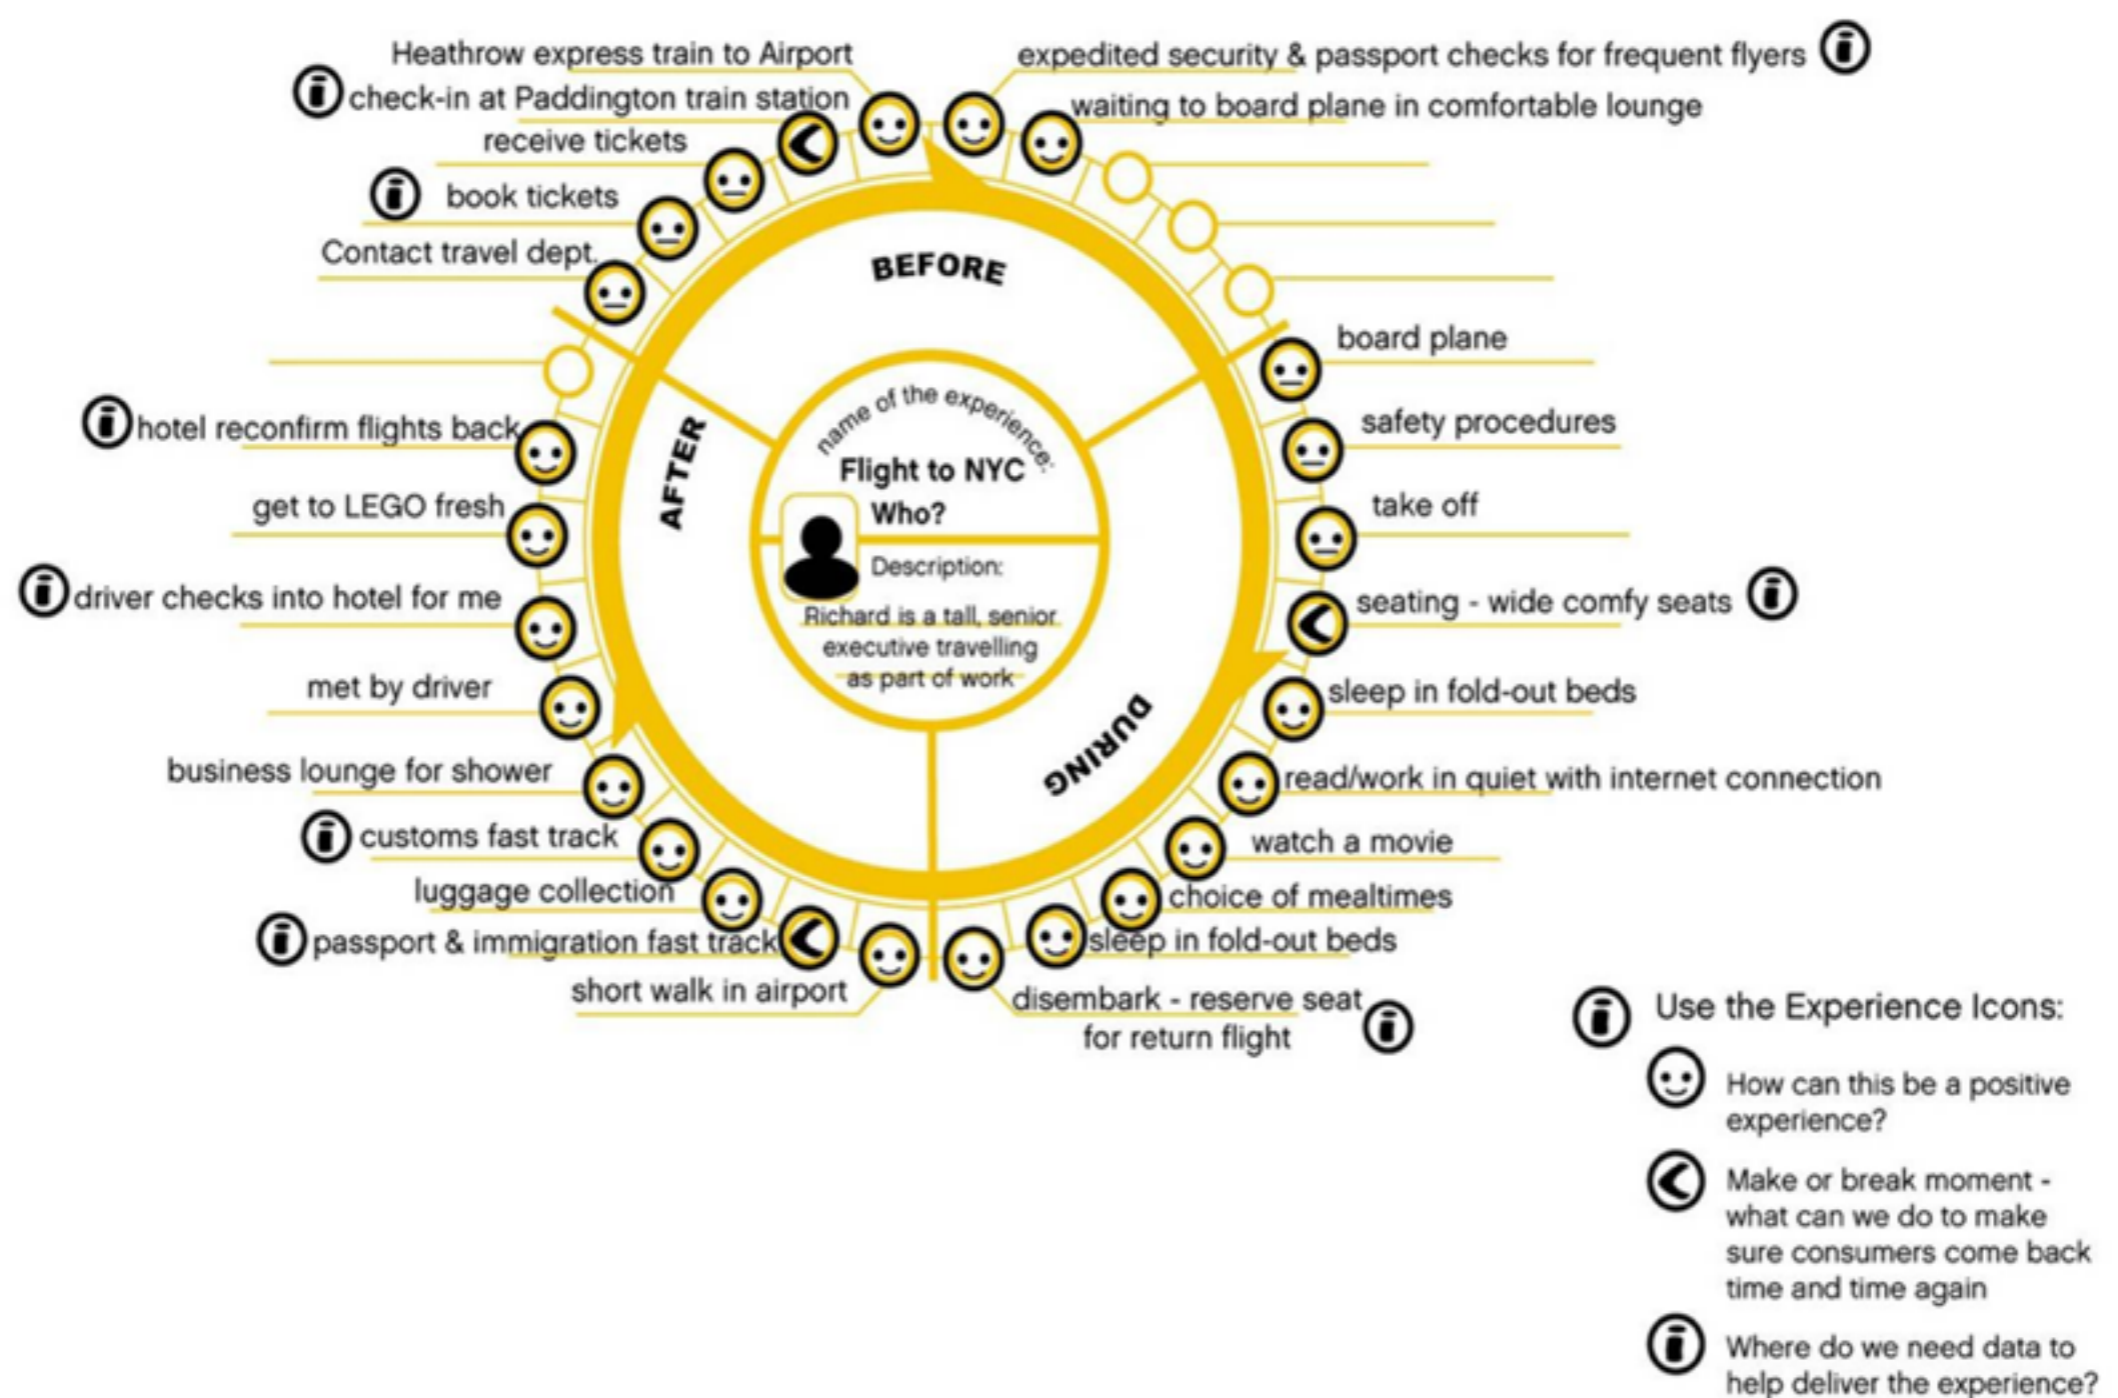 Heathrow express train to Airport
check-in at Paddington train station
receive tickets
book tickets
Contact travel dept.
expedited security & passport checks for frequent flyers
waiting to board plane in comfortable lounge
BEFORE
board plane
safety procedures
take off
seating - wide comfy seats
sleep in fold-out beds
read/work in quiet with internet connection
watch a movie
choice of mealtimes
sleep in fold-out beds
disembark - reserve seat
for return flight
DURING
hotel reconfirm flights back
get to LEGO fresh
driver checks into hotel for me
met by driver
business lounge for shower
customs fast track
luggage collection
passport & immigration fast track
short walk in airport
AFTER
name of the experience:
Flight to NYC
Who?
Description:
Richard is a tall, senior
executive travelling
as part of work
Use the Experience Icons:
How can this be a positive
experience?
Make or break moment -
what can we do to make
sure consumers come back
time and time again
Where do we need data to
help deliver the experience?